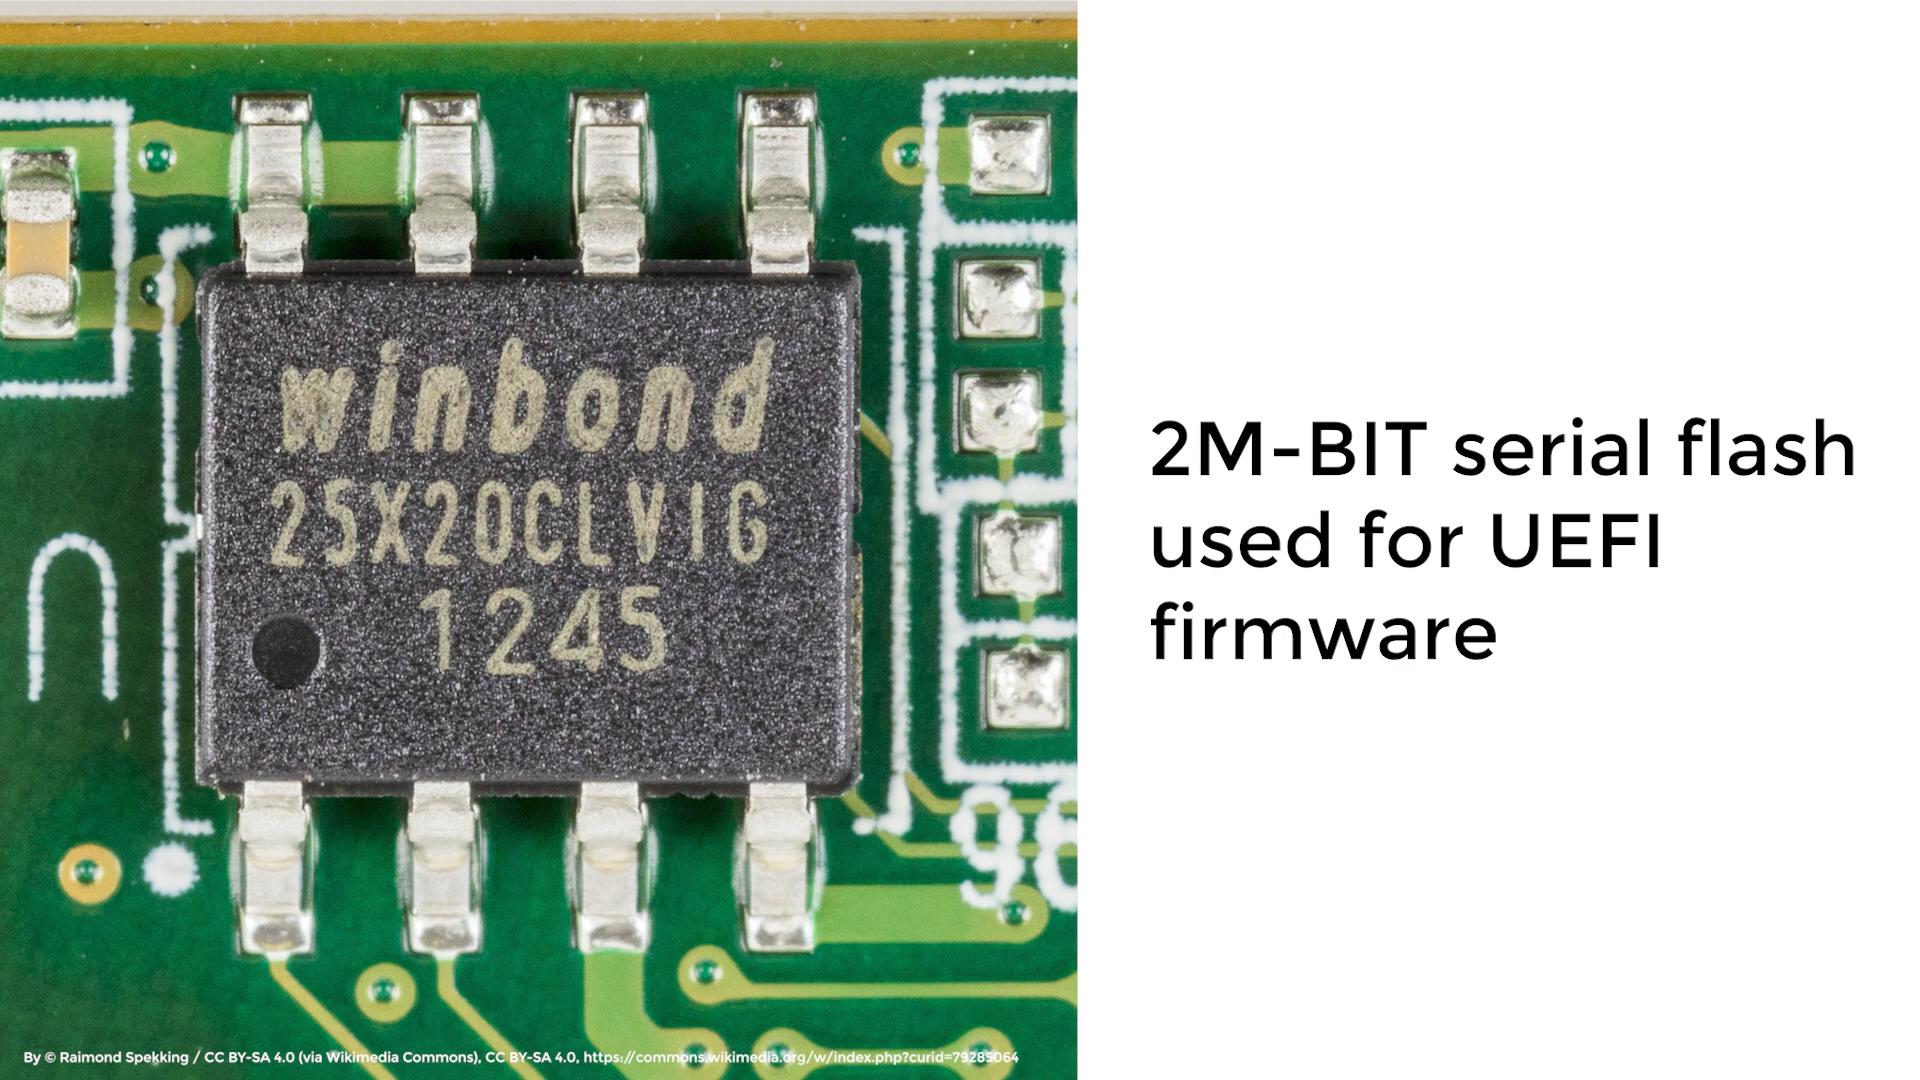 winbond
25X20CLVIG
1245
96
2M-BIT serial flash
used for UEFI
firmware
By © Raimond Spekking / CC BY-SA 4.0 (via Wikimedia Commons), CC BY-SA 4.0, https://commons.wikimedia.org/w/index.php?curid=79285064